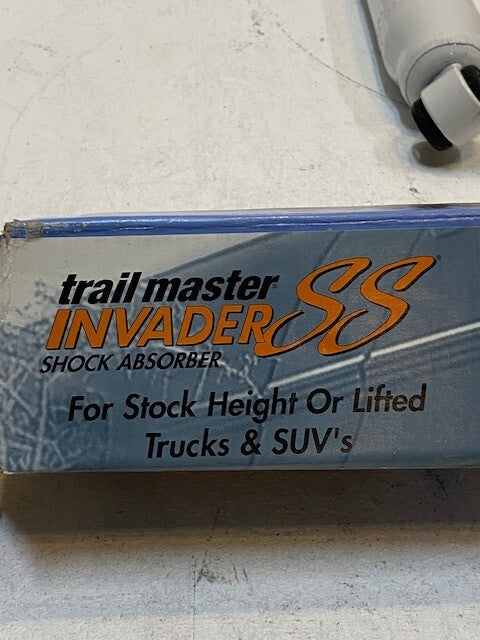 trail master®
INVADER SS®
SHOCK ABSORBER
For Stock Height Or Lifted
Trucks & SUV's